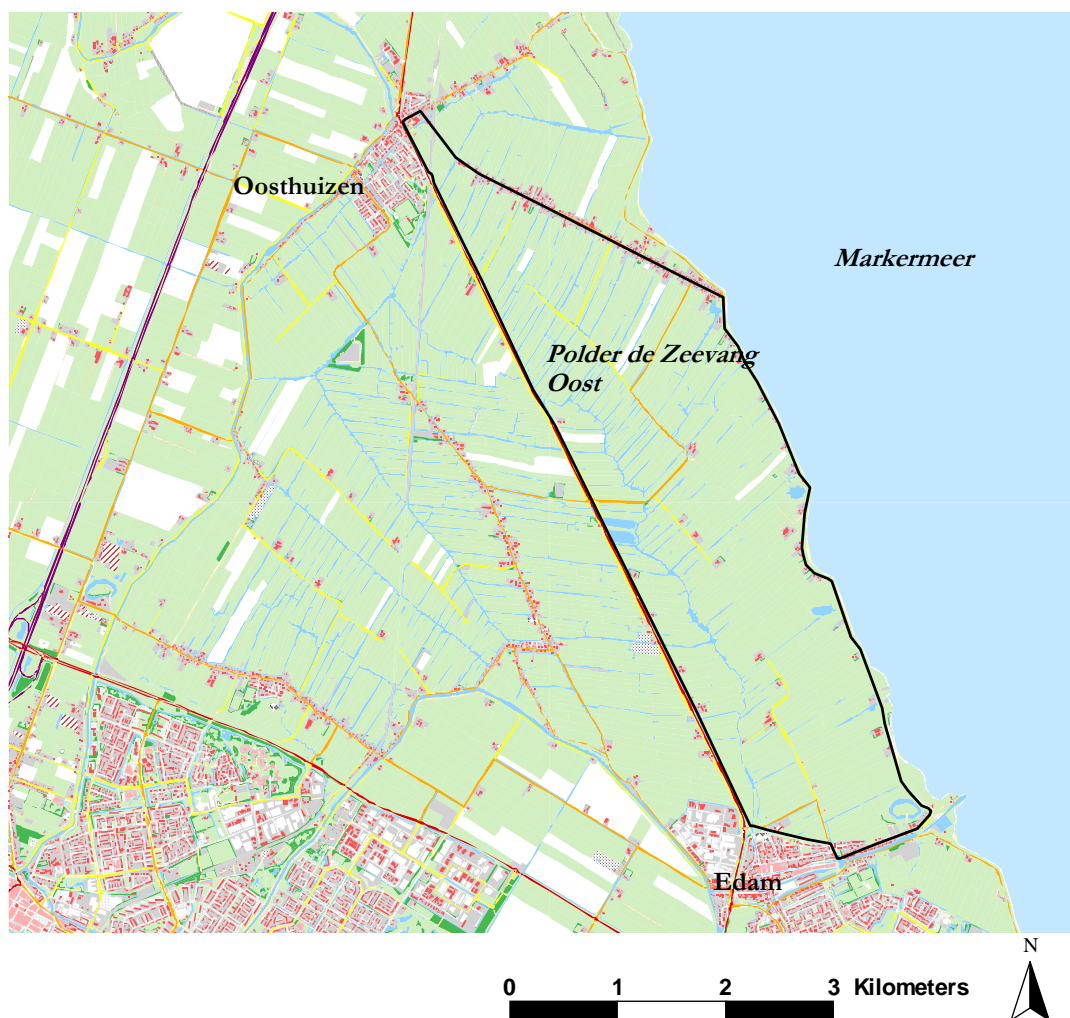 Oosthuizen
Markermeer
Polder de Zeevang
Oost
Edam
N
0 1 2 3 Kilometers